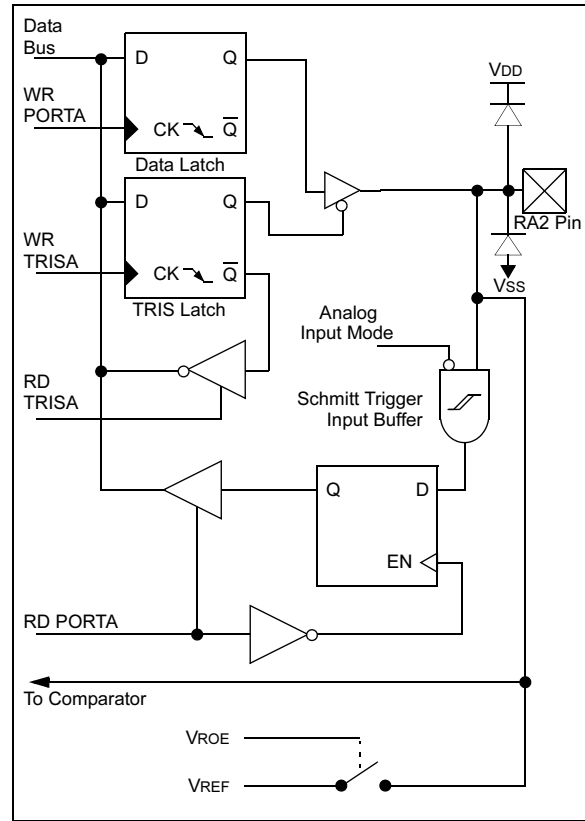 Data
Bus
D
Q
VDD
WR
PORTA
CK
Q
Data Latch
D
Q
RA2 Pin
WR
TRISA
CK
Q
VSS
TRIS Latch
Analog
Input Mode
RD
TRISA
Schmitt Trigger
Input Buffer
Q
D
EN
RD PORTA
To Comparator
VROE
VREF